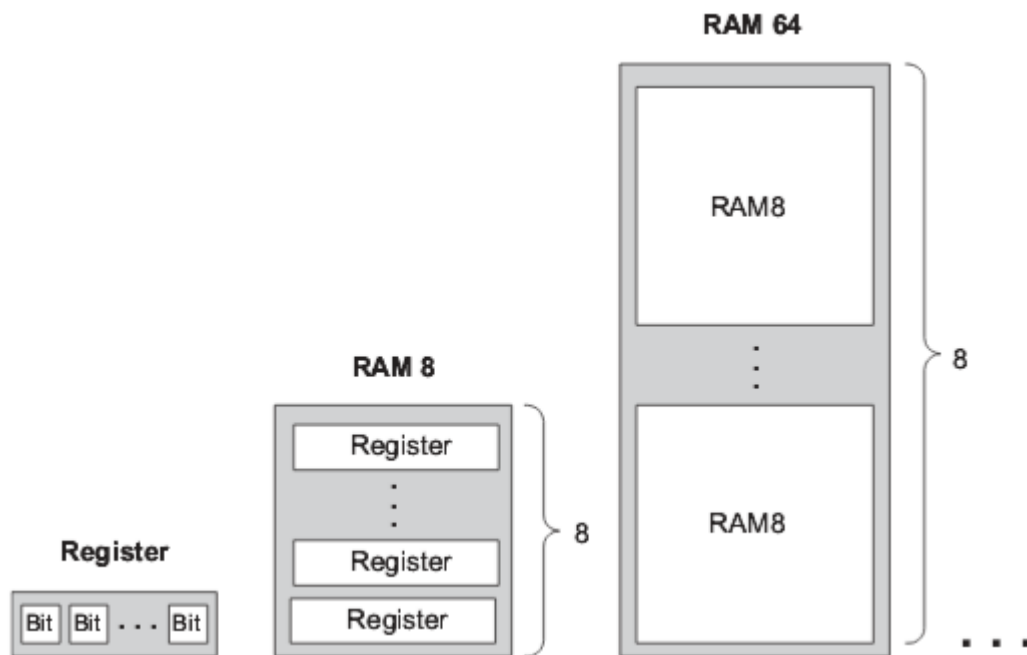 RAM 64
RAM8
8
RAM8
RAM 8
Register
Register
Register
8
Register
Bit Bit ... Bit